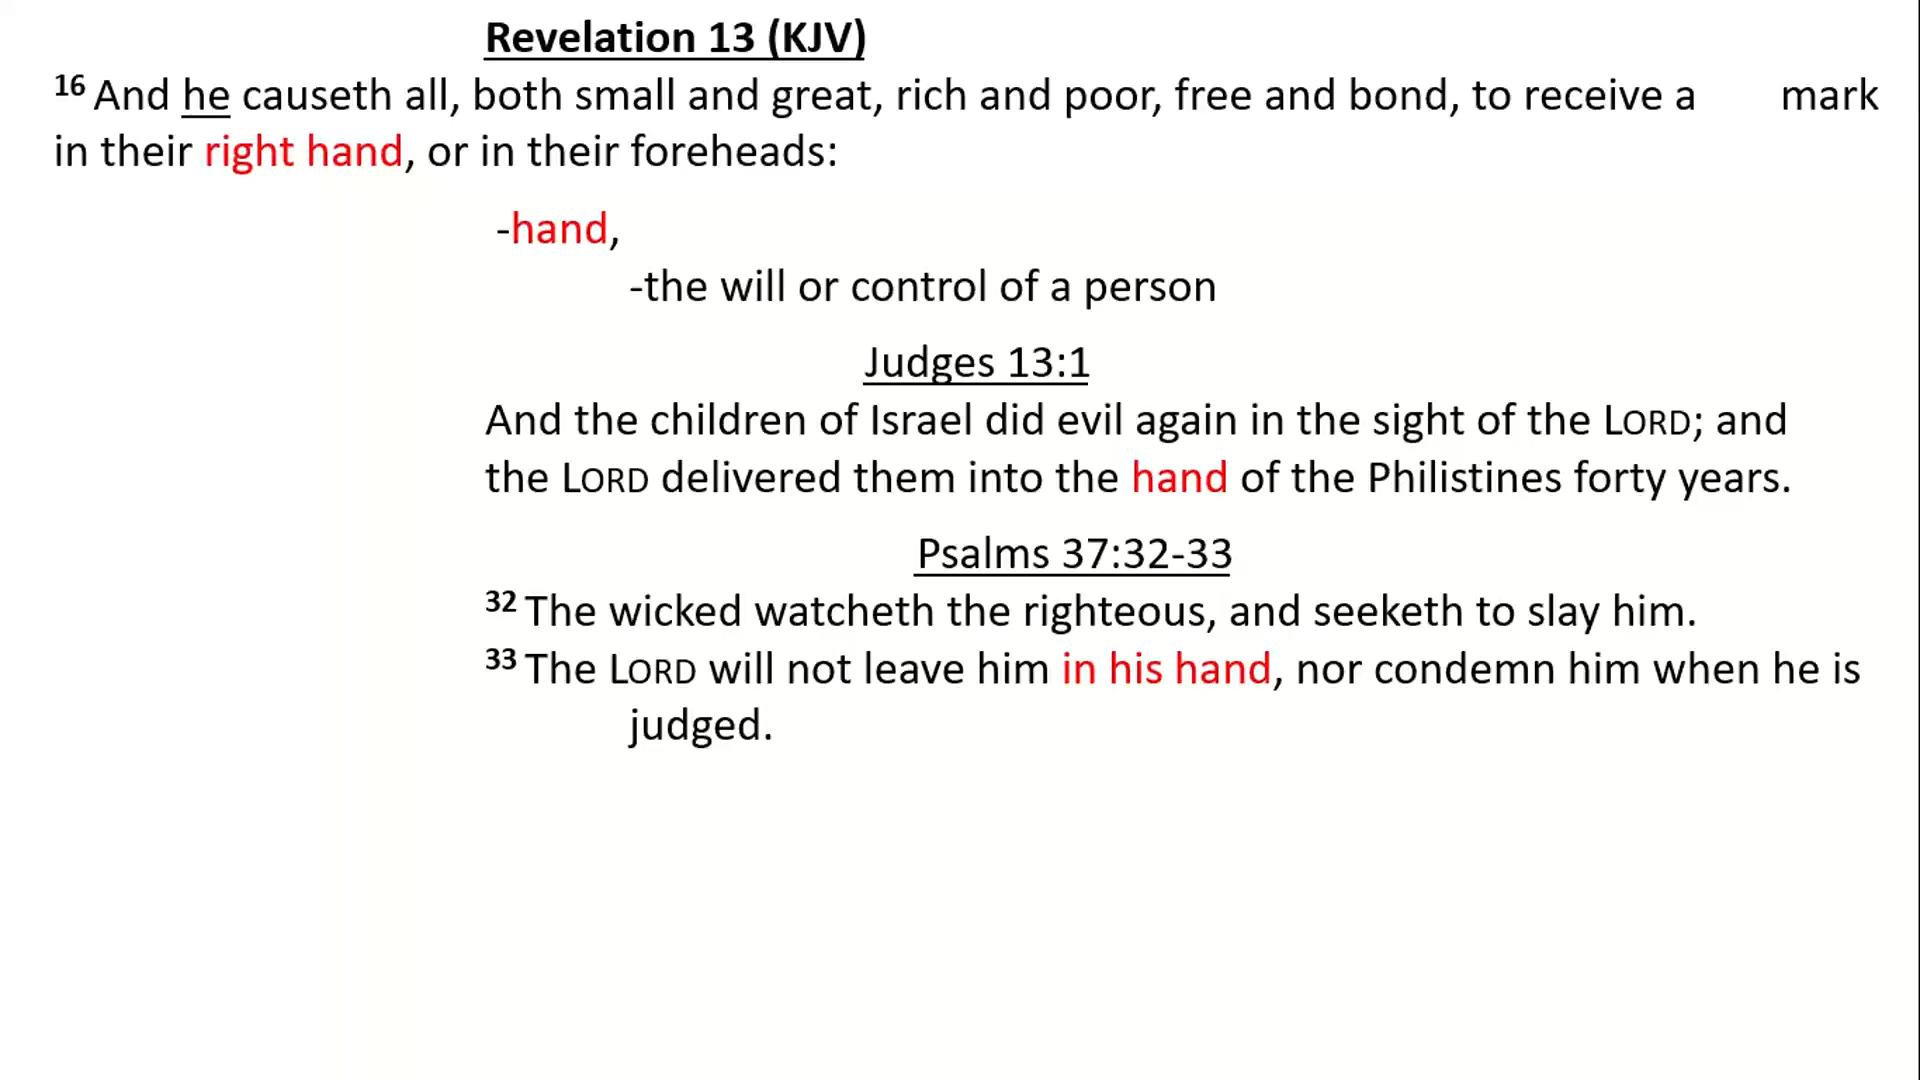 Revelation 13 (KJV)
16 And he causeth all, both small and great, rich and poor, free and bond, to receive a mark
in their right hand, or in their foreheads:
-hand,
-the will or control of a person
Judges 13:1
And the children of Israel did evil again in the sight of the LORD; and
the LORD delivered them into the hand of the Philistines forty years.
Psalms 37:32-33
32 The wicked watcheth the righteous, and seeketh to slay him.
33 The LORD will not leave him in his hand, nor condemn him when he is
judged.